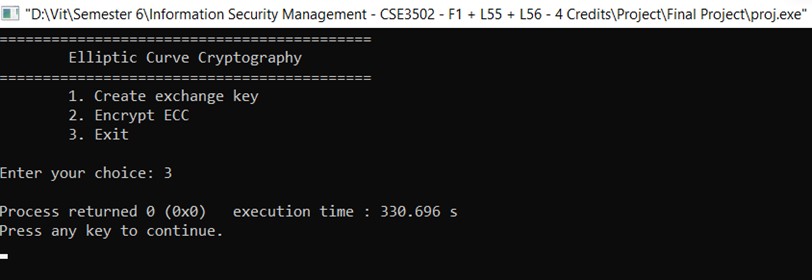 "D:\Vit\Semester 6\Information Security Management - CSE3502 - F1 + L55 + L56 - 4 Credits\Project\Final Project\proj.exe"
===========================================
Elliptic Curve Cryptography
===========================================
1. Create exchange key
2. Encrypt ECC
3. Exit
Enter your choice: 3
Process returned 0 (0x0)   execution time : 330.696 s
Press any key to continue.